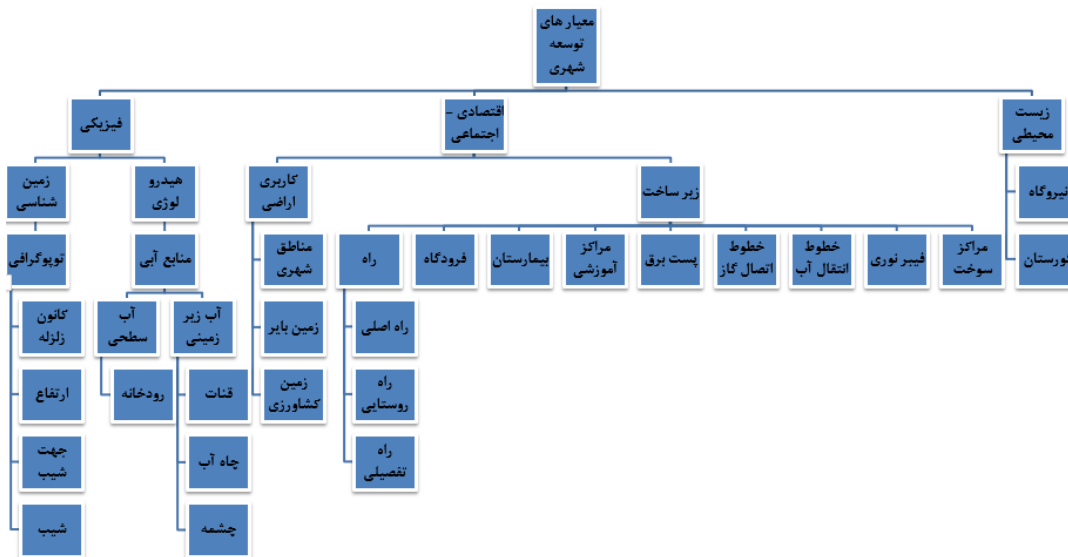 معیار های
توسعه
شهری
زیست
محیطی
اقتصادی -
اجتماعی
فیزیکی
نیروگاه
گورستان
زیر ساخت
کاربری
اراضی
هیدرو
لوژی
زمین
شناسی
مراکز
سوخت
فیبر نوری
خطوط
انتقال آب
خطوط
اتصال گاز
پست برق
مراکز
آموزشی
بیمارستان
فرودگاه
راه
مناطق
شهری
منابع آبی
توپوگرافی
راه اصلی
راه
روستایی
راه
تفصیلی
زمین بایر
زمین
کشاورزی
آب زیر
زمینی
آب
سطحی
قنات
چاه آب
چشمه
رودخانه
کانون
زلزله
ارتفاع
جهت
شیب
شیب